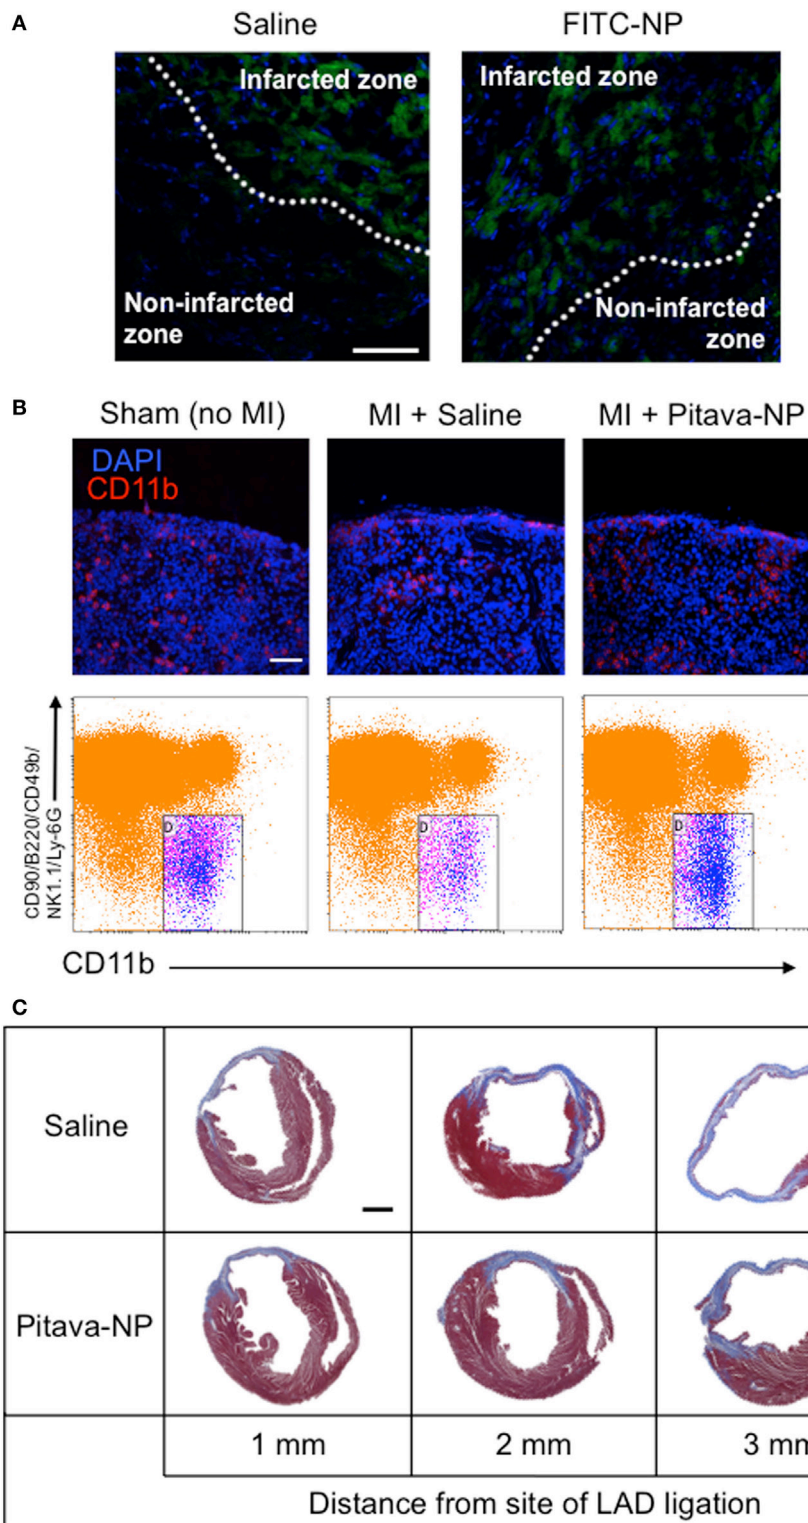 A
Saline
FITC-NP
Infarcted zone
Non-infarcted
zone
Infarcted zone
Non-infarcted
zone
B
Sham (no MI)
MI + Saline
MI + Pitava-NP
DAPI
CD11b
CD90/B220/CD49b/
NK1.1/Ly-6G
D
D
D
CD11b
C
Saline
Pitava-NP
1 mm
2 mm
3 mm
Distance from site of LAD ligation